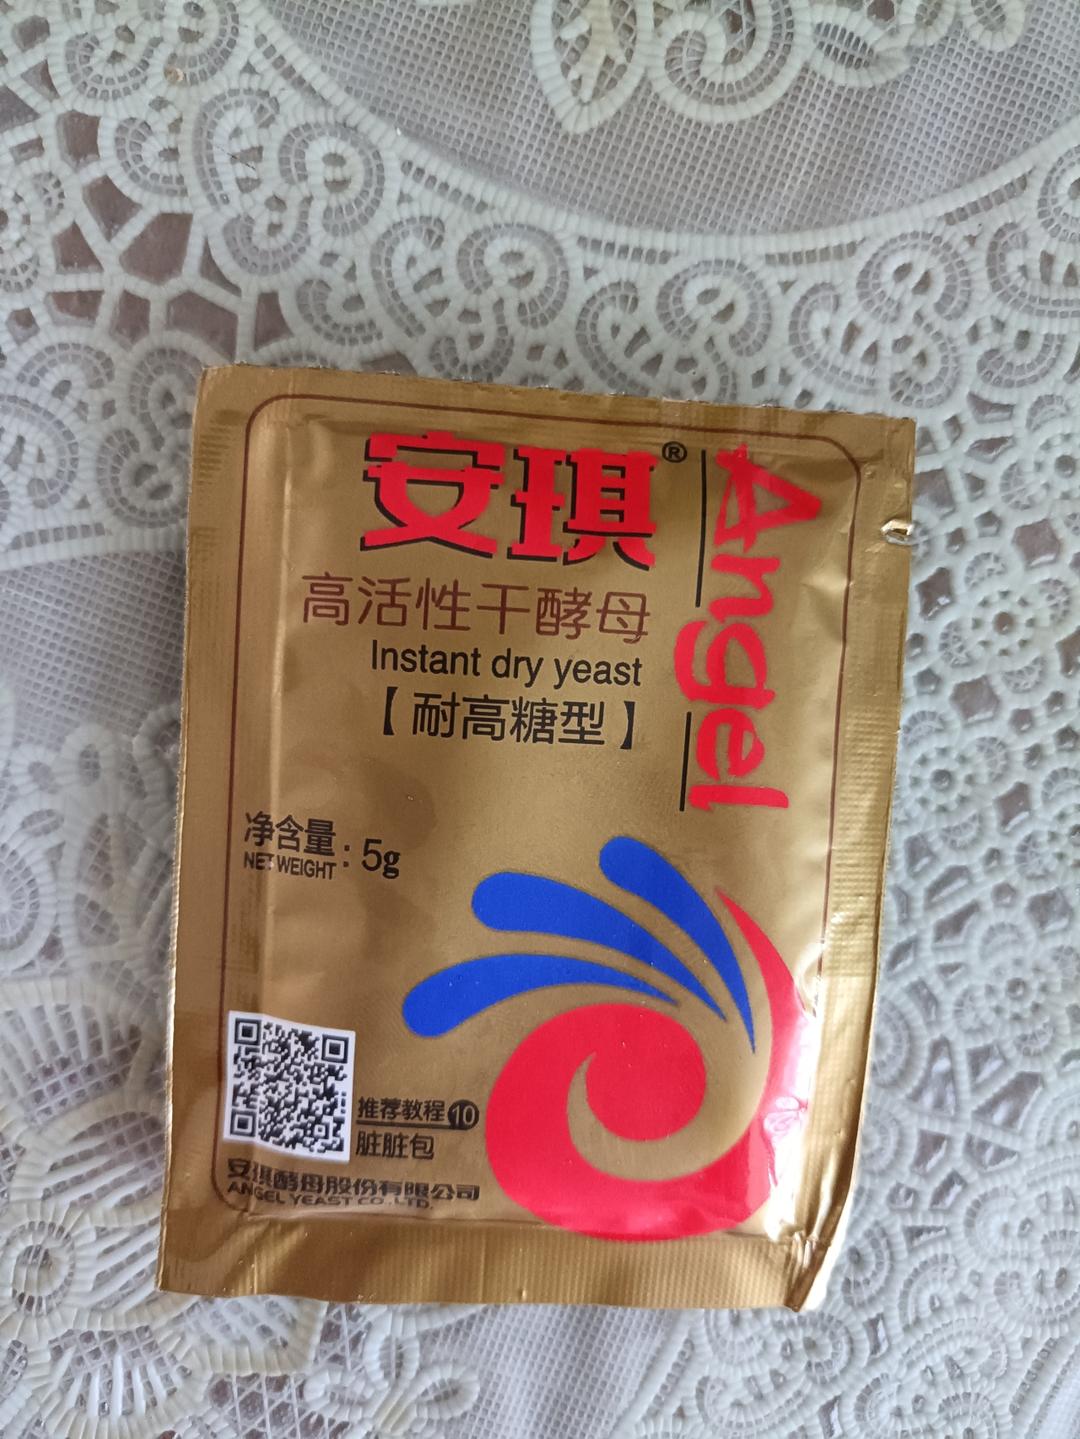 安琪®
Angel
高活性干酵母
Instant dry yeast
【耐高糖型】
净含量: 5g
NET WEIGHT
推荐教程10
脏脏包
安琪酵母股份有限公司
ANGEL YEAST CO.,LTD.